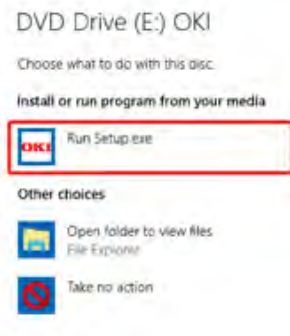 DVD Drive (E:) OKI
Choose what to do with this disc.
Install or run program from your media
OKI
Run Setup.exe
Other choices
Open folder to view files
File Explorer
Take no action